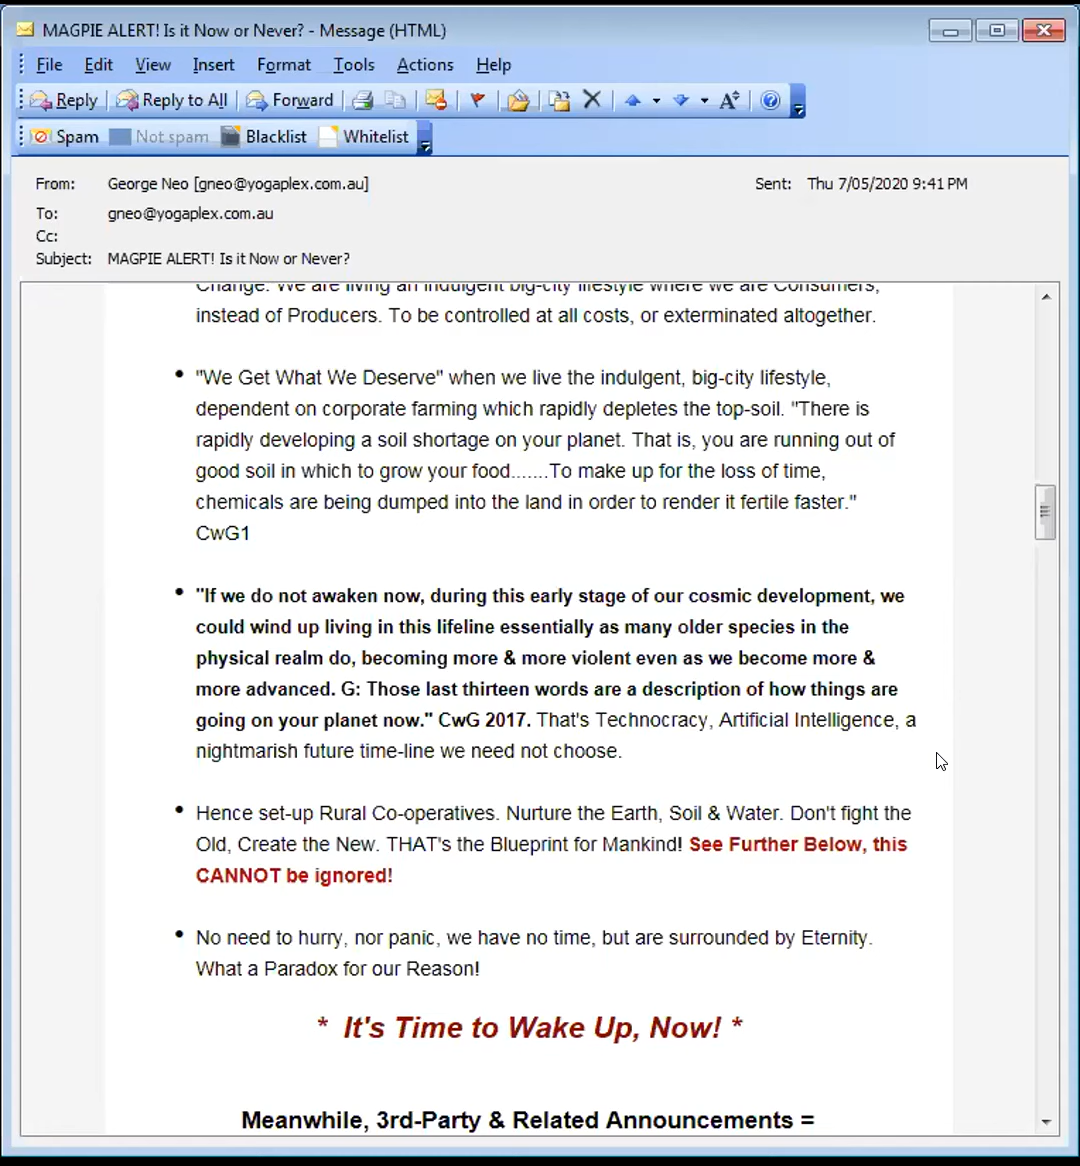 MAGPIE ALERT! Is it Now or Never? - Message (HTML)
File Edit View Insert Format Tools Actions Help
Reply Reply to All Forward
Spam Not spam Blacklist Whitelist
From: George Neo [gneo@yogaplex.com.au] Sent: Thu 7/05/2020 9:41 PM
To: gneo@yogaplex.com.au
Cc:
Subject: MAGPIE ALERT! Is it Now or Never?
Change. We are living an indulgent big-city lifestyle where we are Consumers,
instead of Producers. To be controlled at all costs, or exterminated altogether.
• "We Get What We Deserve" when we live the indulgent, big-city lifestyle,
dependent on corporate farming which rapidly depletes the top-soil. "There is
rapidly developing a soil shortage on your planet. That is, you are running out of
good soil in which to grow your food.......To make up for the loss of time,
chemicals are being dumped into the land in order to render it fertile faster."
CwG1
• "If we do not awaken now, during this early stage of our cosmic development, we
could wind up living in this lifeline essentially as many older species in the
physical realm do, becoming more & more violent even as we become more &
more advanced. G: Those last thirteen words are a description of how things are
going on your planet now." CwG 2017. That's Technocracy, Artificial Intelligence, a
nightmarish future time-line we need not choose.
• Hence set-up Rural Co-operatives. Nurture the Earth, Soil & Water. Don't fight the
Old, Create the New. THAT's the Blueprint for Mankind! See Further Below, this
CANNOT be ignored!
• No need to hurry, nor panic, we have no time, but are surrounded by Eternity.
What a Paradox for our Reason!
* It's Time to Wake Up, Now! *
Meanwhile, 3rd-Party & Related Announcements =